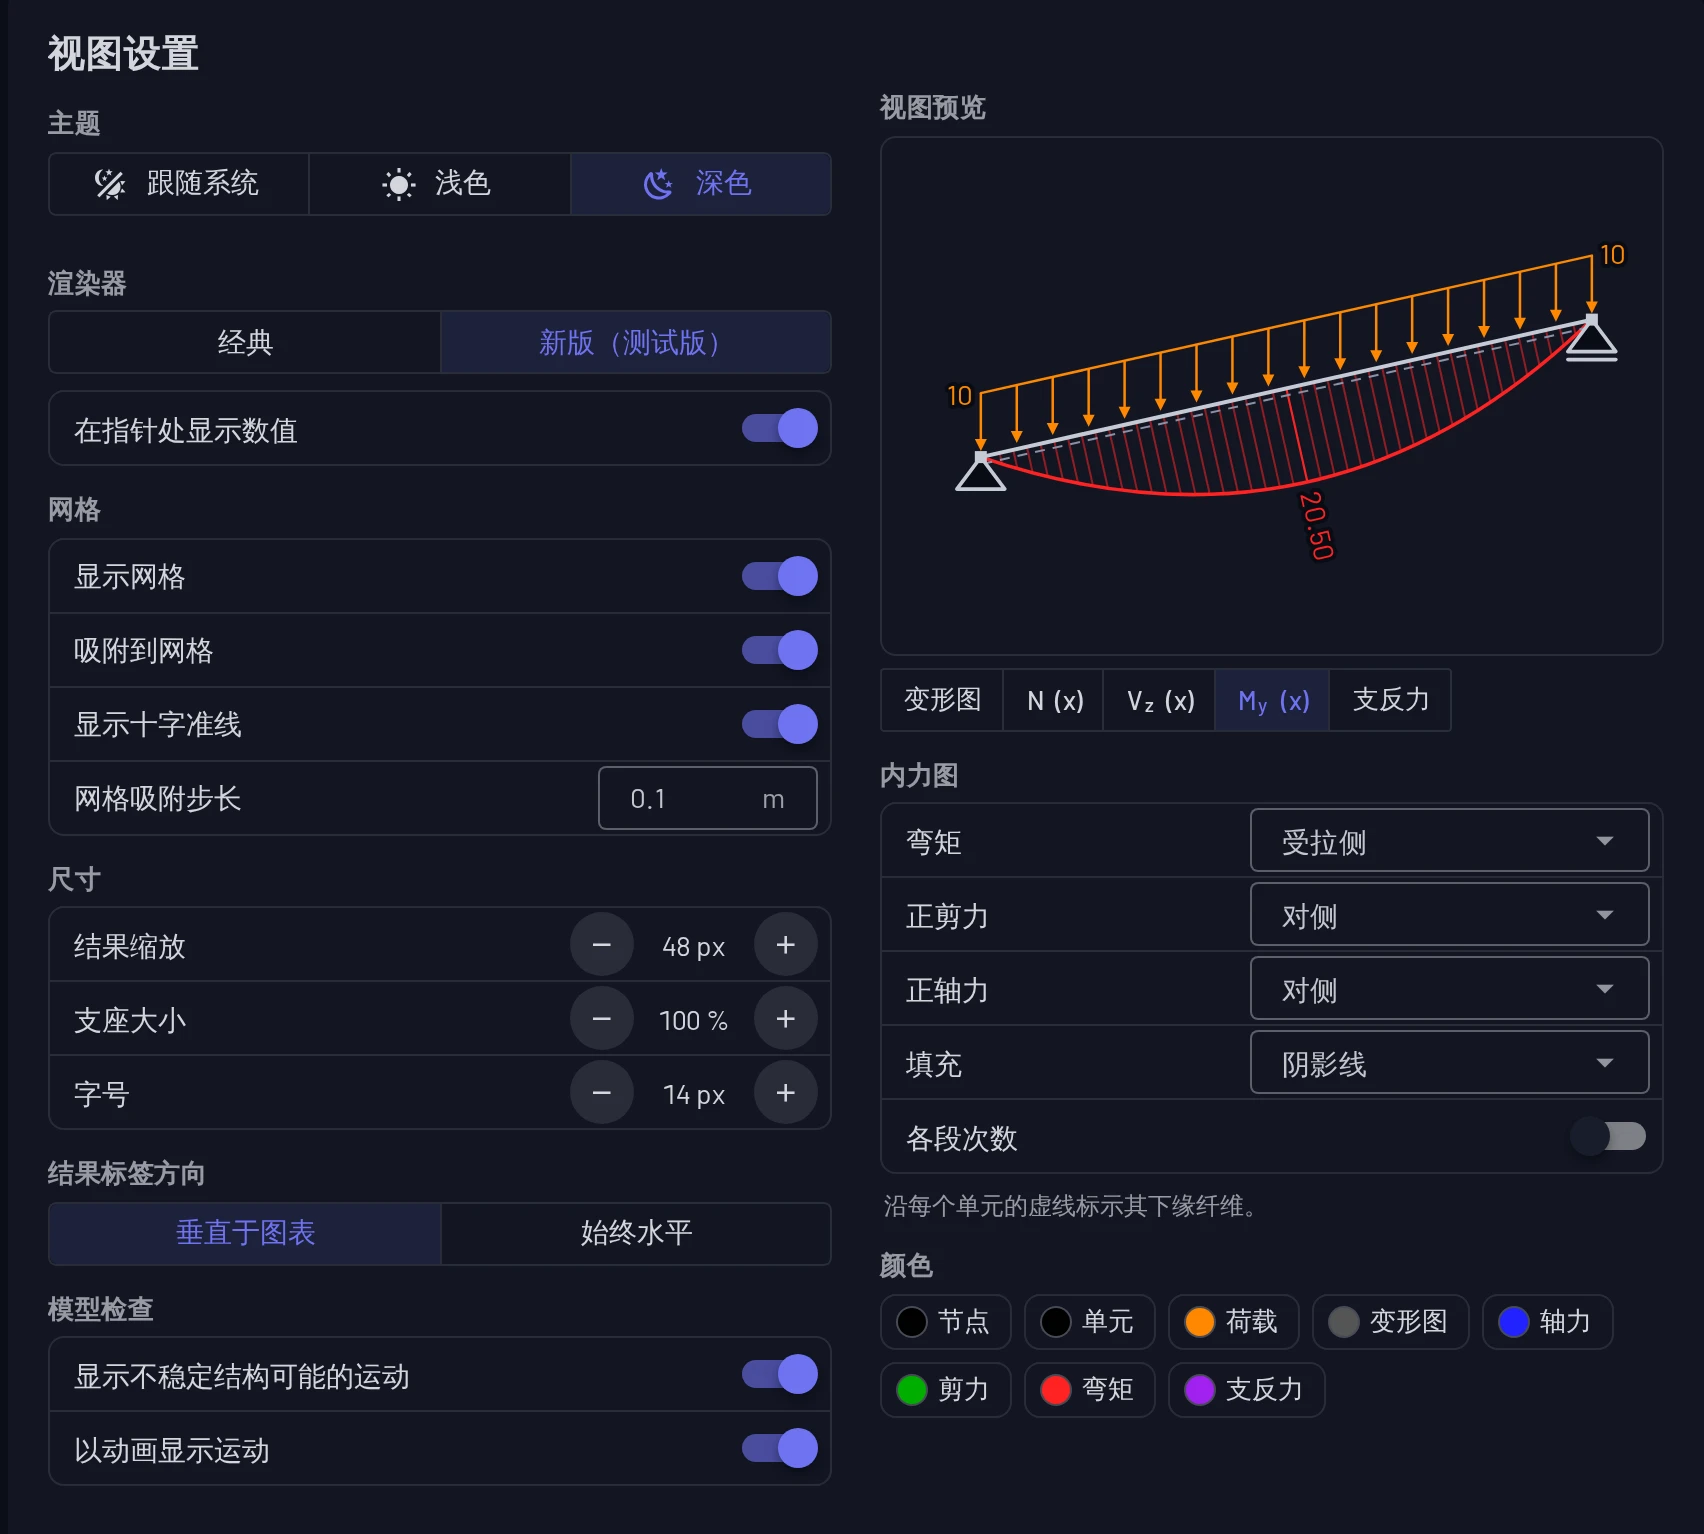 视图设置
主题
跟随系统
浅色
深色
渲染器
经典
新版（测试版）
在指针处显示数值
网格
显示网格
吸附到网格
显示十字准线
网格吸附步长
0.1 m
尺寸
结果缩放
− 48 px +
支座大小
− 100 % +
字号
− 14 px +
结果标签方向
垂直于图表
始终水平
模型检查
显示不稳定结构可能的运动
以动画显示运动
视图预览
10
10
20.50
变形图
N (x)
Vz (x)
My (x)
支反力
内力图
弯矩
受拉侧
正剪力
对侧
正轴力
对侧
填充
阴影线
各段次数
沿每个单元的虚线标示其下缘纤维。
颜色
节点
单元
荷载
变形图
轴力
剪力
弯矩
支反力